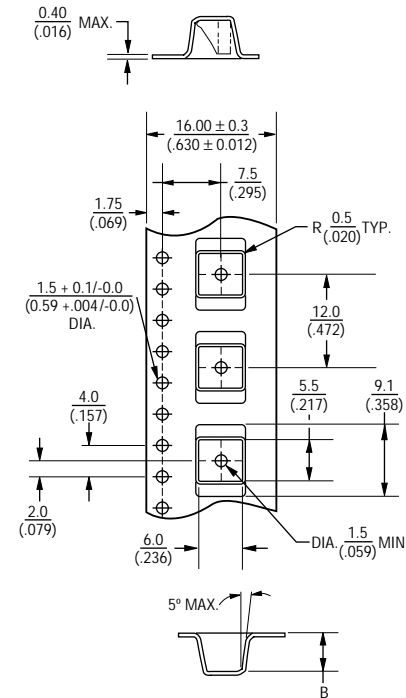 0.40
(.016)
MAX.
16.00 ± 0.3
(.630 ± 0.012)
7.5
(.295)
1.75
(.069)
R 0.5
(.020) TYP.
1.5 + 0.1/-0.0
(0.59 +.004/-0.0)
DIA.
12.0
(.472)
4.0
(.157)
5.5
(.217)
9.1
(.358)
2.0
(.079)
6.0
(.236)
DIA. 1.5
(.059) MIN
5° MAX.
B